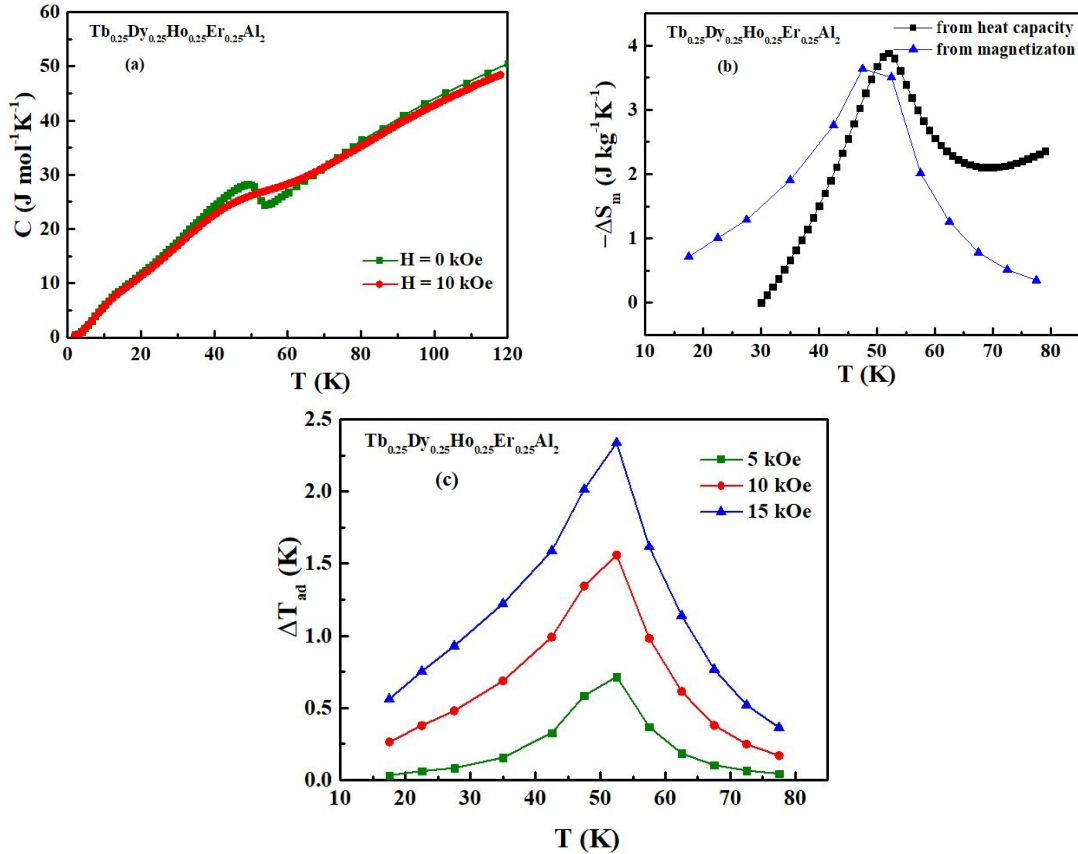 Tb₀.₂₅Dy₀.₂₅Ho₀.₂₅Er₀.₂₅Al₂
(a)
C (J mol⁻¹K⁻¹)
60
50
40
30
20
10
0
H = 0 kOe
H = 10 kOe
0 20 40 60 80 100 120
T (K)
Tb₀.₂₅Dy₀.₂₅Ho₀.₂₅Er₀.₂₅Al₂
(b)
from heat capacity
from magnetizaton
−ΔSₘ (J kg⁻¹K⁻¹)
4
3
2
1
0
10 20 30 40 50 60 70 80 90
T (K)
Tb₀.₂₅Dy₀.₂₅Ho₀.₂₅Er₀.₂₅Al₂
(c)
5 kOe
10 kOe
15 kOe
ΔT_ad (K)
2.5
2.0
1.5
1.0
0.5
0.0
10 20 30 40 50 60 70 80
T (K)